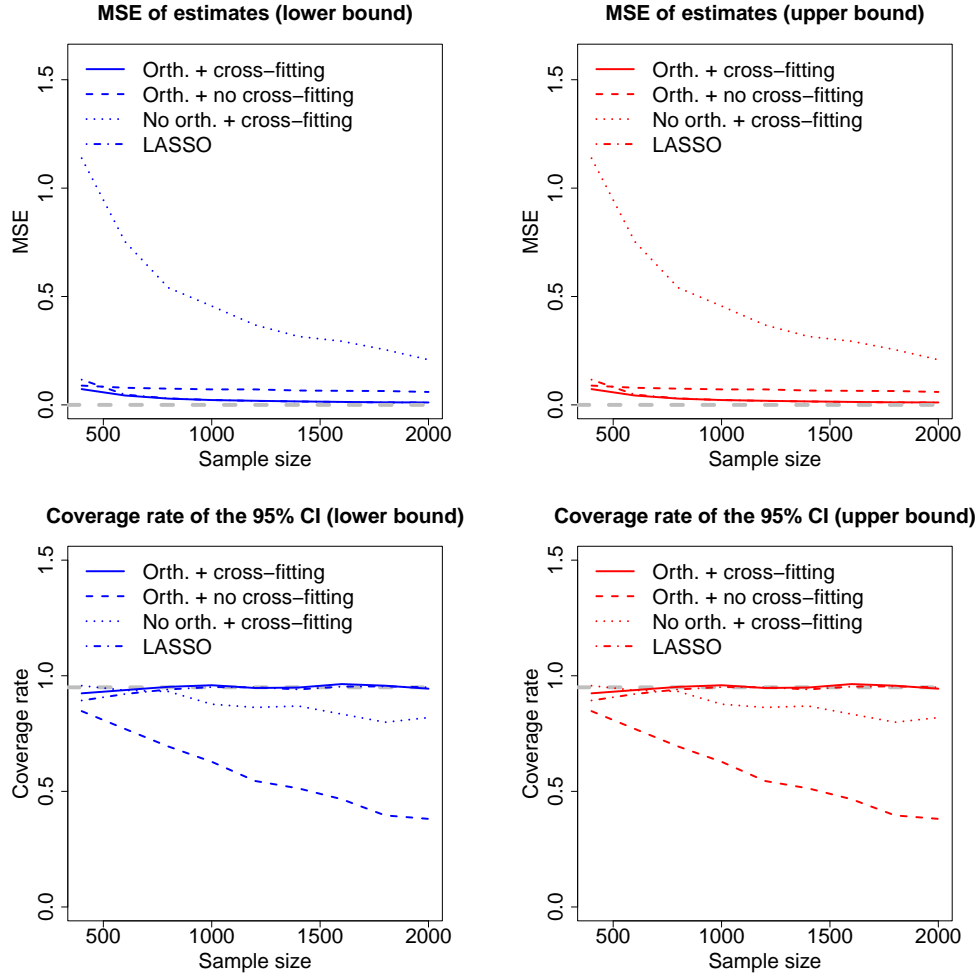 MSE of estimates (lower bound)
1.5
1.0
0.5
0.0
MSE
Orth. + cross−fitting
Orth. + no cross−fitting
No orth. + cross−fitting
LASSO
500 1000 1500 2000
Sample size
MSE of estimates (upper bound)
1.5
1.0
0.5
0.0
MSE
Orth. + cross−fitting
Orth. + no cross−fitting
No orth. + cross−fitting
LASSO
500 1000 1500 2000
Sample size
Coverage rate of the 95% CI (lower bound)
1.5
1.0
0.5
0.0
Coverage rate
Orth. + cross−fitting
Orth. + no cross−fitting
No orth. + cross−fitting
LASSO
500 1000 1500 2000
Sample size
Coverage rate of the 95% CI (upper bound)
1.5
1.0
0.5
0.0
Coverage rate
Orth. + cross−fitting
Orth. + no cross−fitting
No orth. + cross−fitting
LASSO
500 1000 1500 2000
Sample size